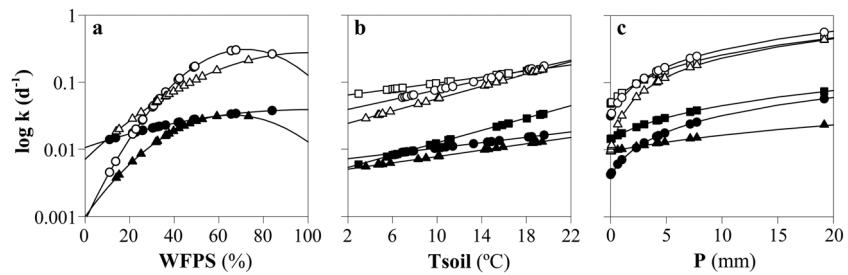 a
b
c
log k (d⁻¹)
1
0.1
0.01
0.001
0 20 40 60 80 100
2 6 10 14 18 22
0 5 10 15 20
WFPS (%)
Tsoil (ºC)
P (mm)